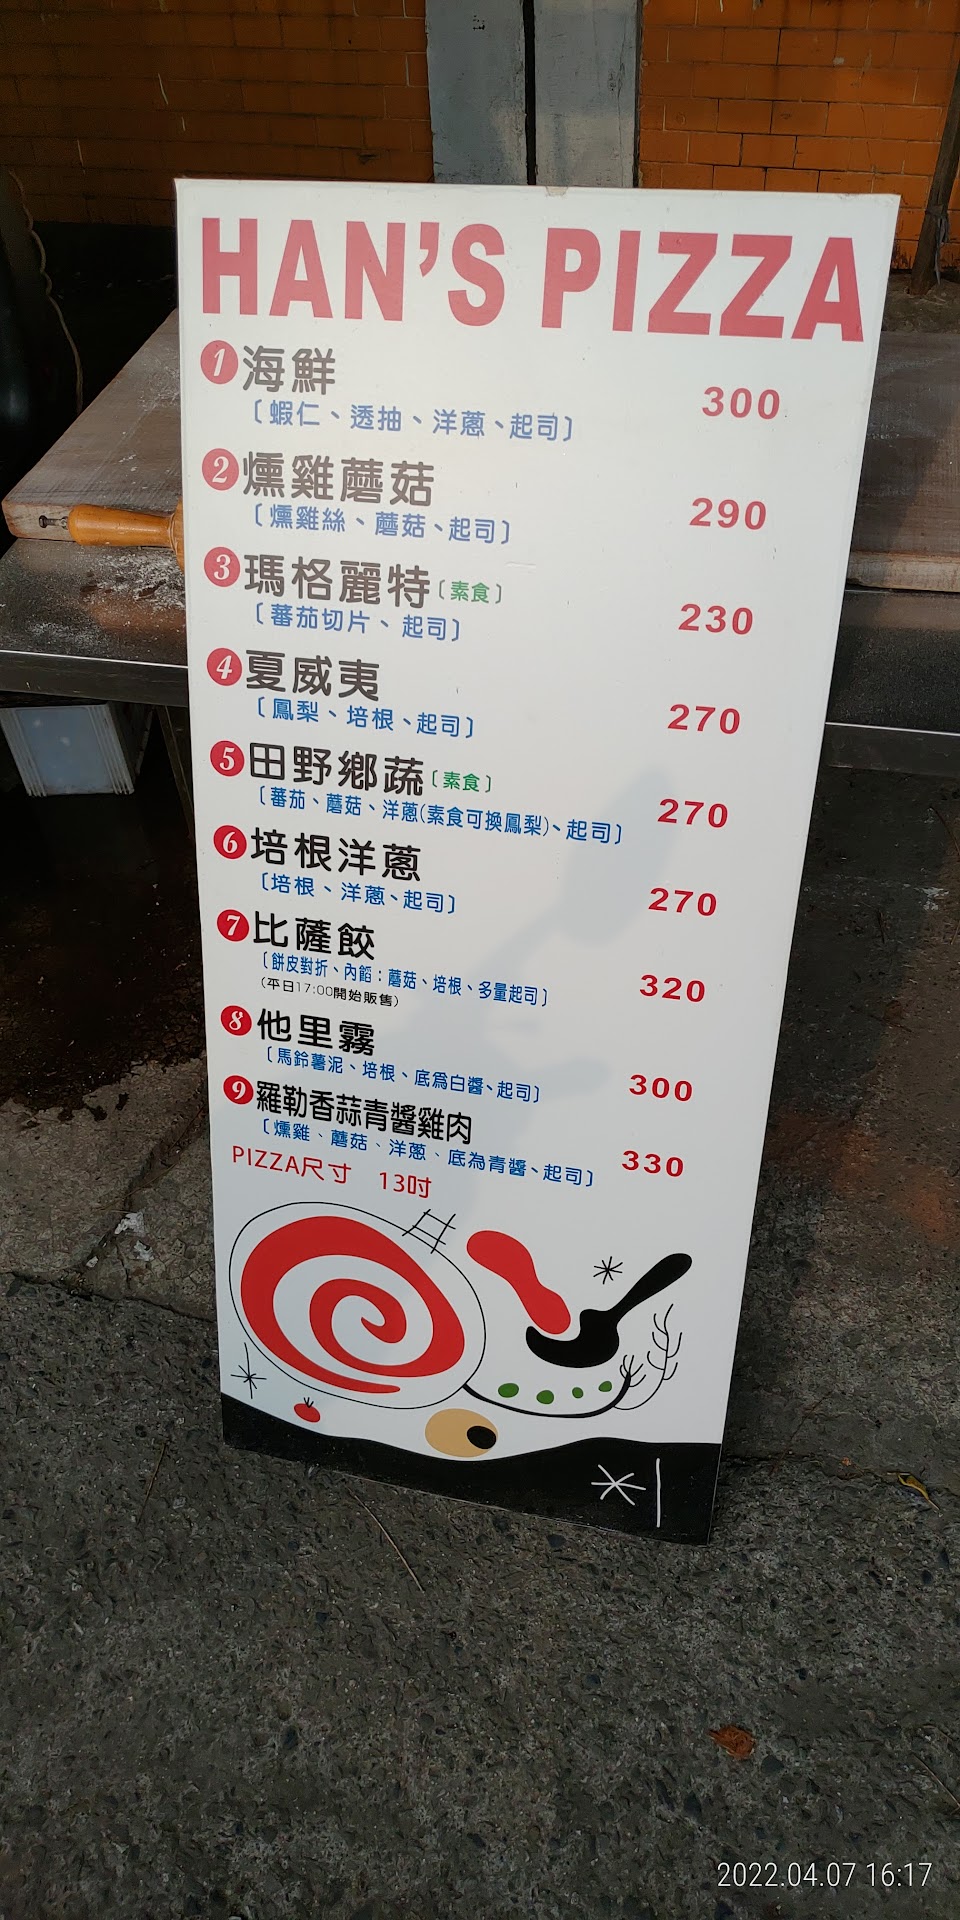 HAN'S PIZZA
1 海鮮 300
〔蝦仁、透抽、洋蔥、起司〕
2 燻雞蘑菇 290
〔燻雞絲、蘑菇、起司〕
3 瑪格麗特〔素食〕 230
〔蕃茄切片、起司〕
4 夏威夷 270
〔鳳梨、培根、起司〕
5 田野鄉蔬〔素食〕 270
〔蕃茄、蘑菇、洋蔥(素食可換鳳梨)、起司〕
6 培根洋蔥 270
〔培根、洋蔥、起司〕
7 比薩餃 320
〔餅皮對折、內餡：蘑菇、培根、多量起司〕
(平日17:00開始販售)
8 他里霧 300
〔馬鈴薯泥、培根、底為白醬、起司〕
9 羅勒香蒜青醬雞肉 330
〔燻雞、蘑菇、洋蔥、底為青醬、起司〕
PIZZA尺寸 13吋
2022.04.07 16:17